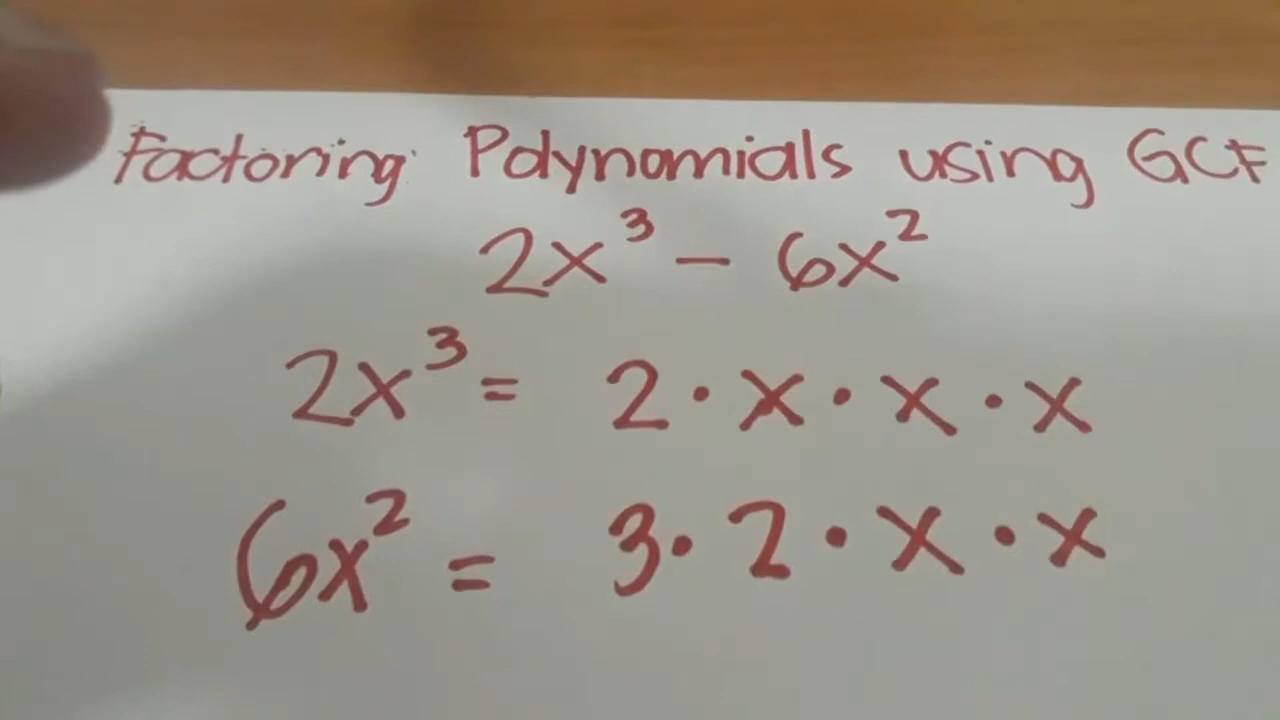 Factoring Polynomials using GCF
2x³ - 6x²
2x³ = 2 · x · x · x
6x² = 3 · 2 · x · x